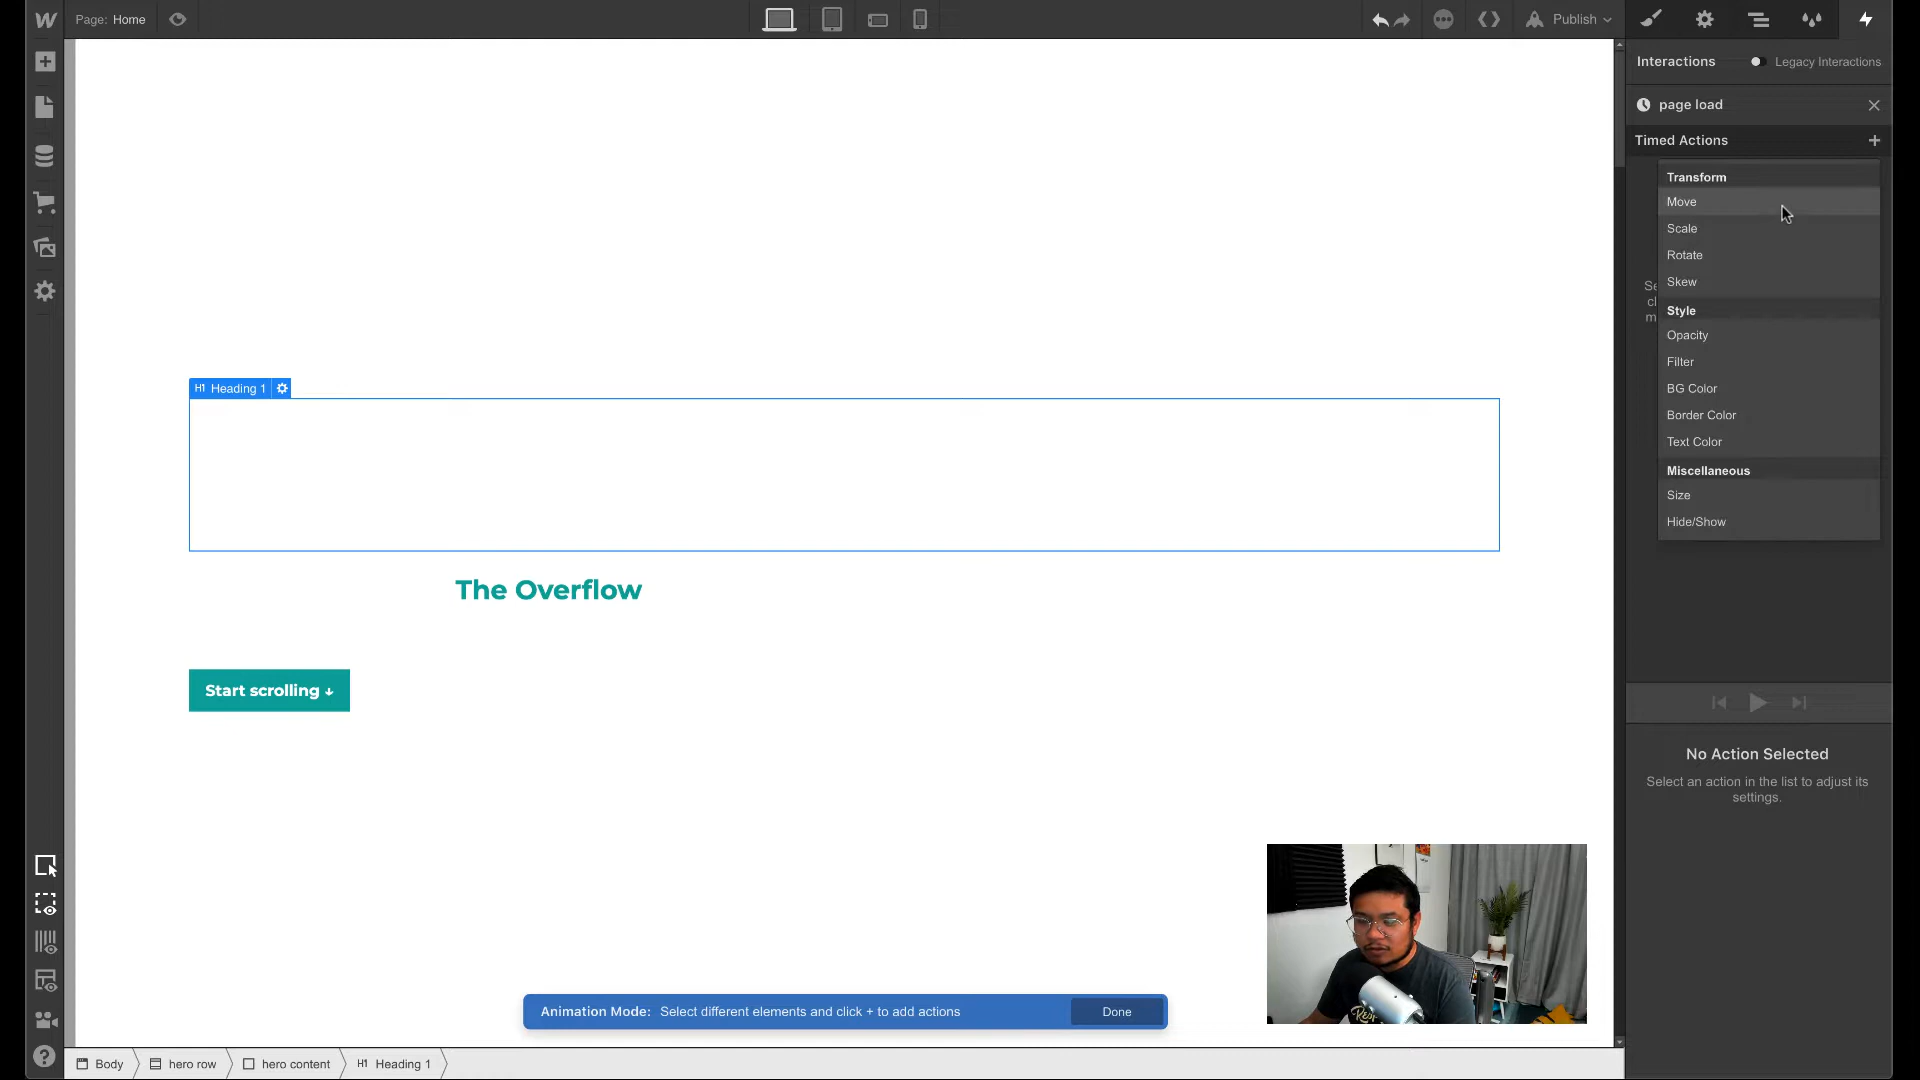 Page: Home
Publish
Interactions
Legacy Interactions
page load
Timed Actions
Transform
Move
Scale
Rotate
Skew
Style
Opacity
Filter
BG Color
Border Color
Text Color
Miscellaneous
Size
Hide/Show
H1 Heading 1
The Overflow
Start scrolling ↓
No Action Selected
Select an action in the list to adjust its
settings.
Animation Mode: Select different elements and click + to add actions
Done
Body
hero row
hero content
H1 Heading 1